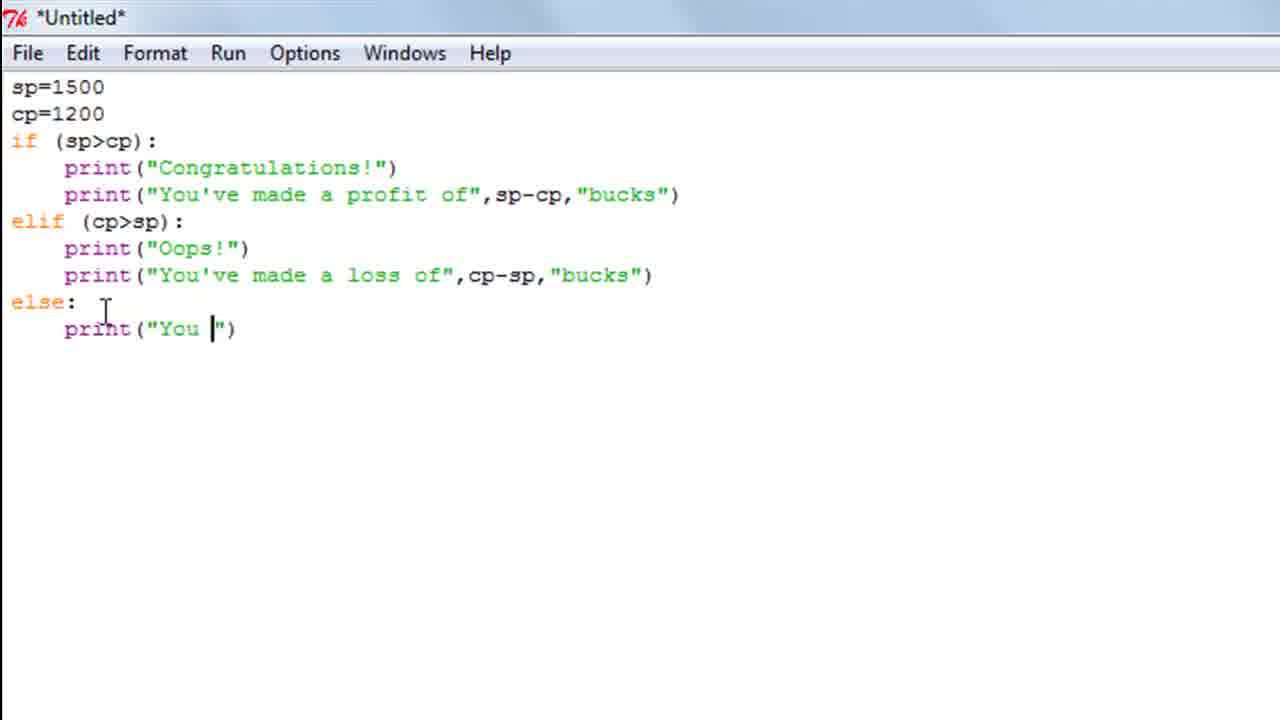 *Untitled*
File Edit Format Run Options Windows Help
sp=1500
cp=1200
if (sp>cp):
    print("Congratulations!")
    print("You've made a profit of",sp-cp,"bucks")
elif (cp>sp):
    print("Oops!")
    print("You've made a loss of",cp-sp,"bucks")
else:
    print("You ")